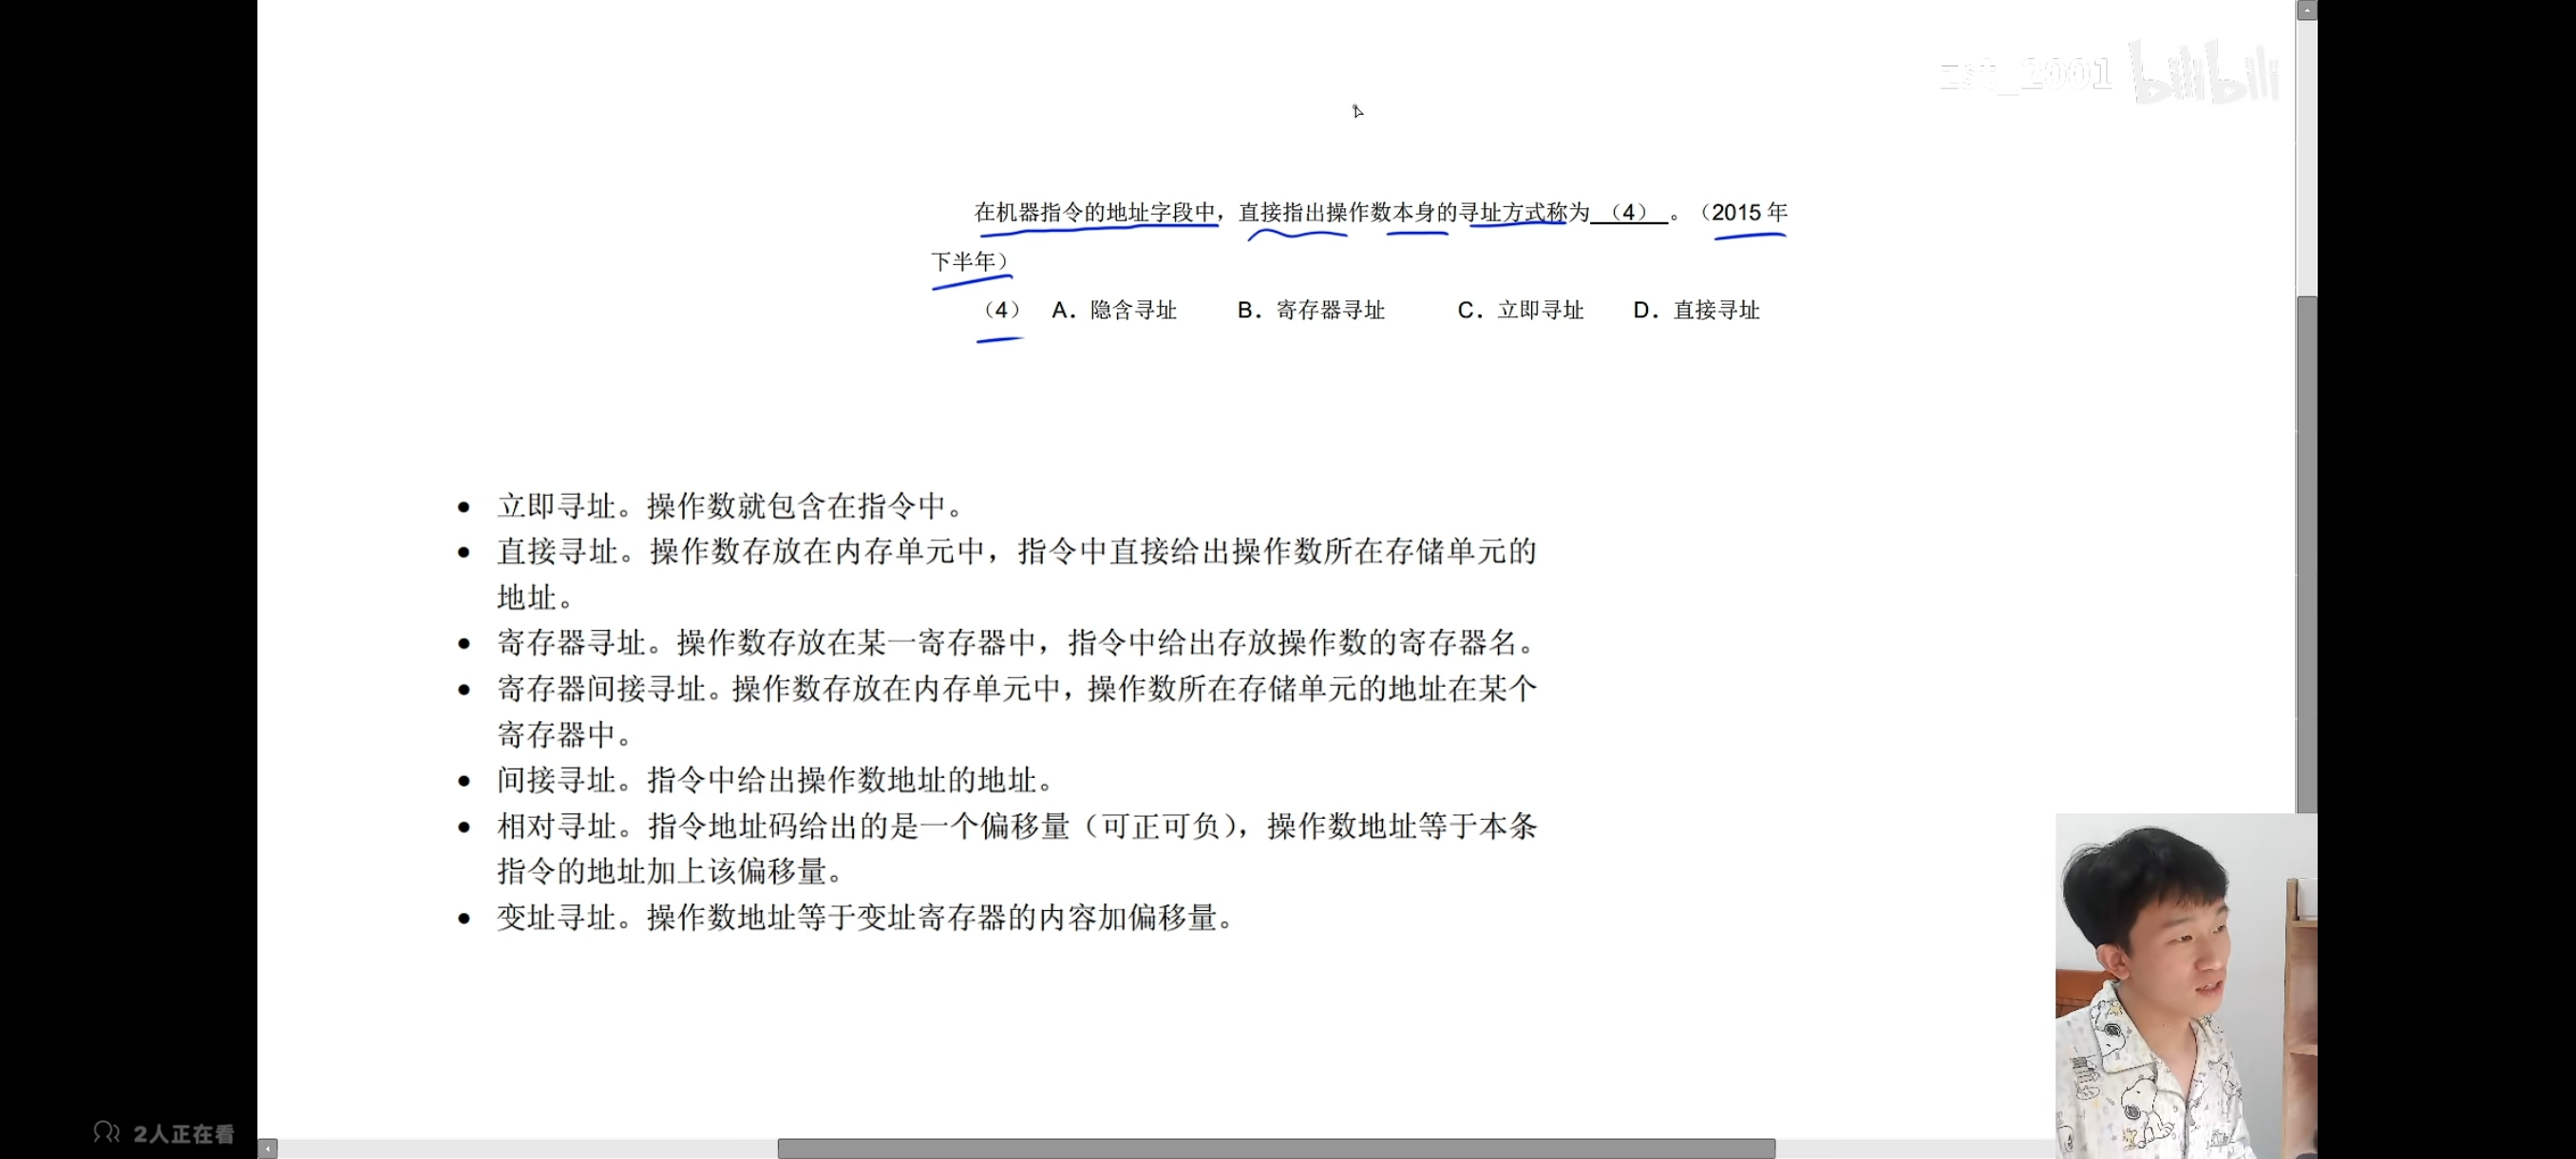 zst_2001 bilibili
在机器指令的地址字段中，直接指出操作数本身的寻址方式称为 （4） 。（2015 年
下半年）
（4） A．隐含寻址 B．寄存器寻址 C．立即寻址 D．直接寻址
● 立即寻址。操作数就包含在指令中。
● 直接寻址。操作数存放在内存单元中，指令中直接给出操作数所在存储单元的
地址。
● 寄存器寻址。操作数存放在某一寄存器中，指令中给出存放操作数的寄存器名。
● 寄存器间接寻址。操作数存放在内存单元中，操作数所在存储单元的地址在某个
寄存器中。
● 间接寻址。指令中给出操作数地址的地址。
● 相对寻址。指令地址码给出的是一个偏移量（可正可负），操作数地址等于本条
指令的地址加上该偏移量。
● 变址寻址。操作数地址等于变址寄存器的内容加偏移量。
2人正在看